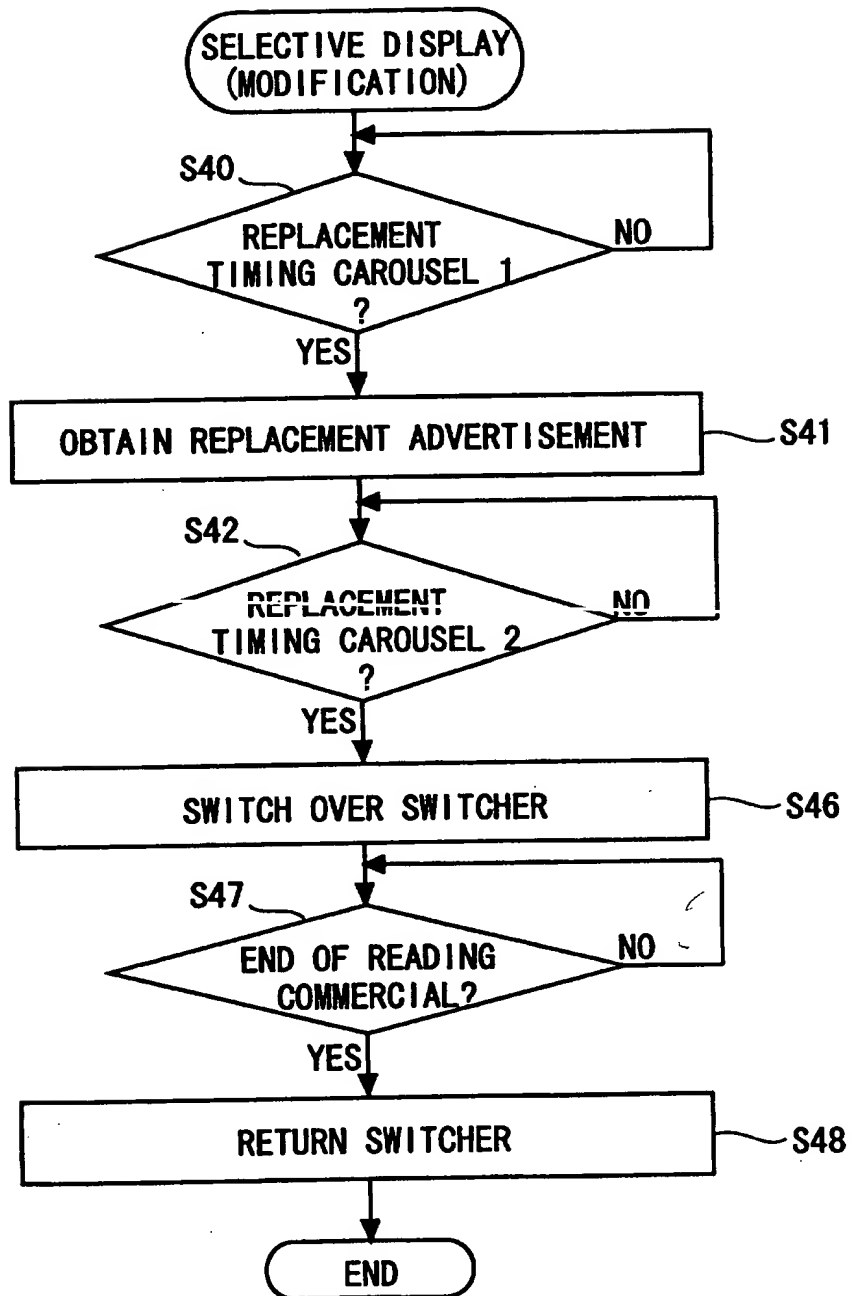 SELECTIVE DISPLAY
(MODIFICATION)
S40
REPLACEMENT
TIMING CAROUSEL 1
?
NO
YES
OBTAIN REPLACEMENT ADVERTISEMENT
S41
S42
REPLACEMENT
TIMING CAROUSEL 2
?
NO
YES
SWITCH OVER SWITCHER
S46
S47
END OF READING
COMMERCIAL?
NO
YES
RETURN SWITCHER
S48
END